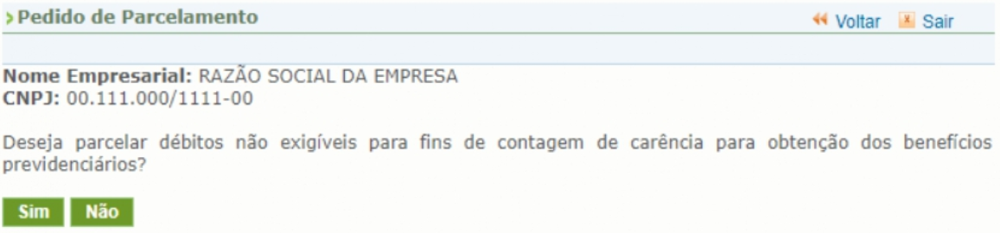 Pedido de Parcelamento Voltar Sair
Nome Empresarial: RAZÃO SOCIAL DA EMPRESA
CNPJ: 00.111.000/1111-00
Deseja parcelar débitos não exigíveis para fins de contagem de carência para obtenção dos benefícios
previdenciários?
Sim Não